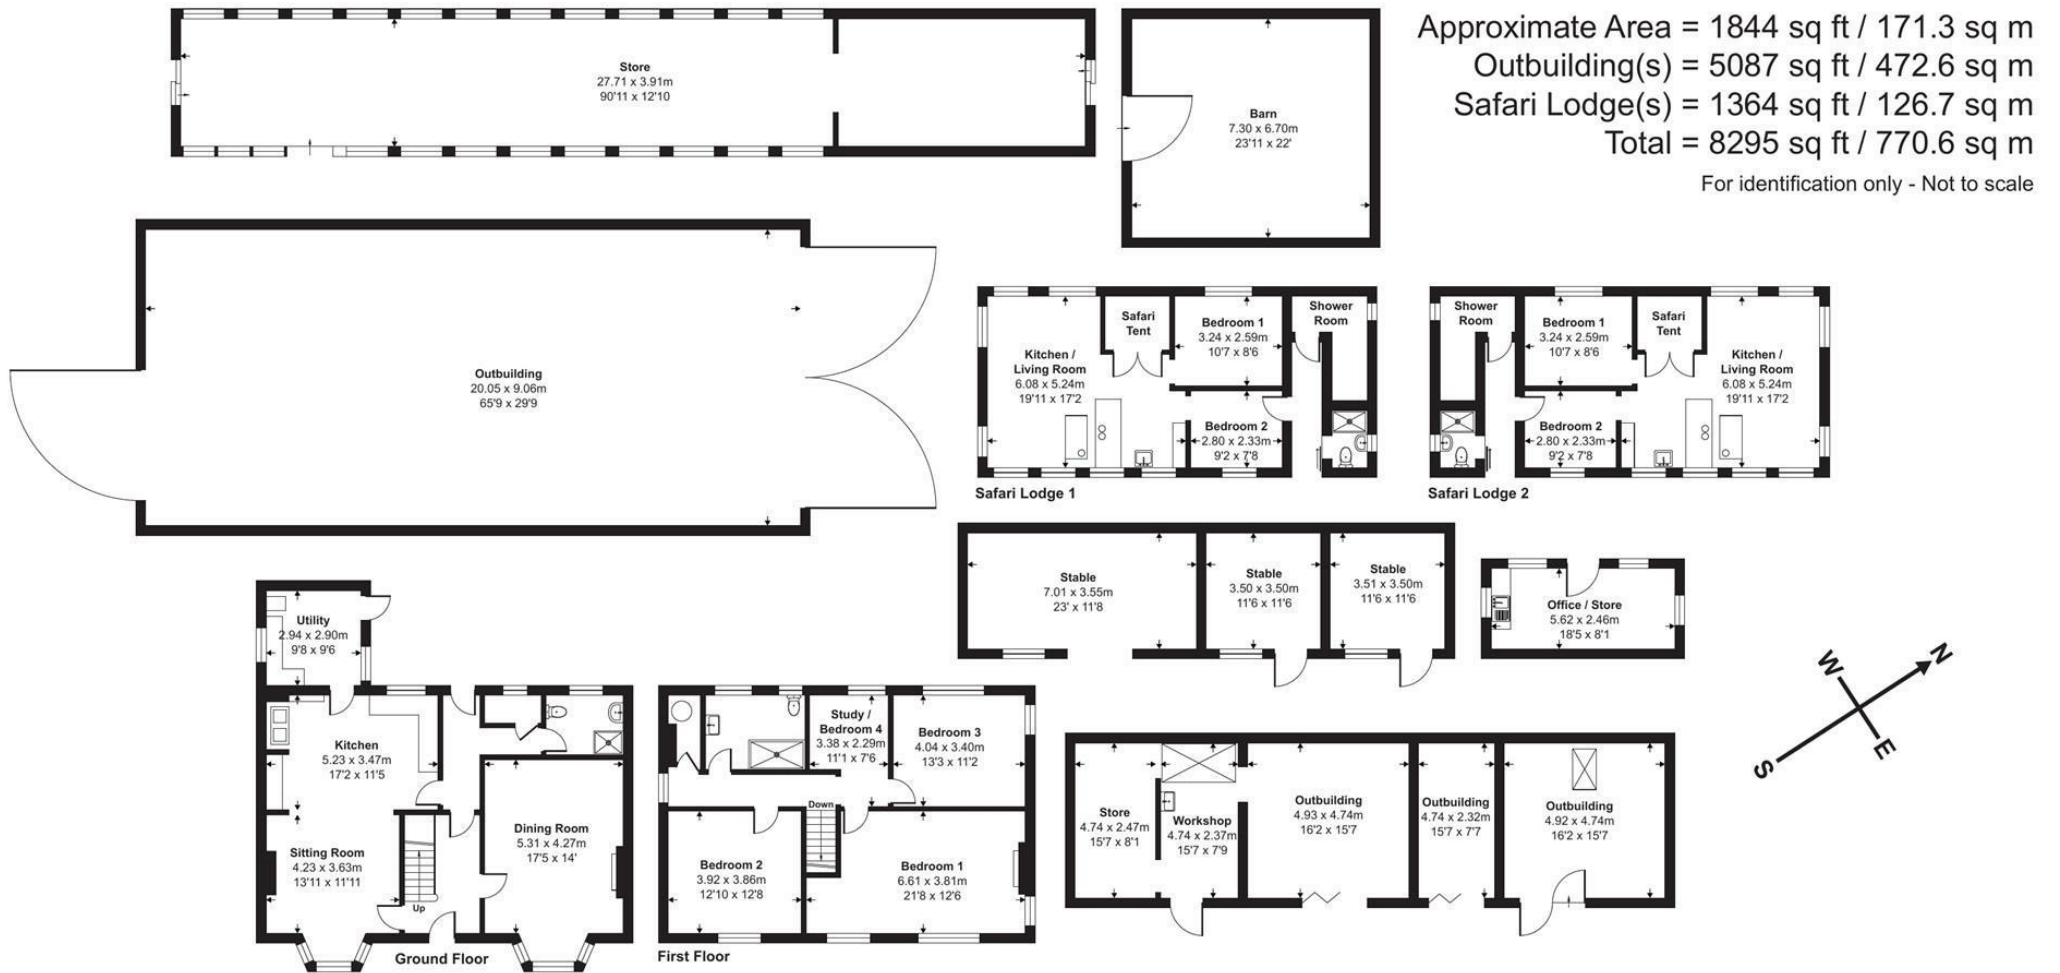 Approximate Area = 1844 sq ft / 171.3 sq m
Outbuilding(s) = 5087 sq ft / 472.6 sq m
Safari Lodge(s) = 1364 sq ft / 126.7 sq m
Total = 8295 sq ft / 770.6 sq m
For identification only - Not to scale
Store
27.71 x 3.91m
90'11 x 12'10
Barn
7.30 x 6.70m
23'11 x 22'
Outbuilding
20.05 x 9.06m
65'9 x 29'9
Kitchen /
Living Room
6.08 x 5.24m
19'11 x 17'2
Safari
Tent
Bedroom 1
3.24 x 2.59m
10'7 x 8'6
Bedroom 2
2.80 x 2.33m
9'2 x 7'8
Shower
Room
Safari Lodge 1
Shower
Room
Bedroom 1
3.24 x 2.59m
10'7 x 8'6
Bedroom 2
2.80 x 2.33m
9'2 x 7'8
Safari
Tent
Kitchen /
Living Room
6.08 x 5.24m
19'11 x 17'2
Safari Lodge 2
Stable
7.01 x 3.55m
23' x 11'8
Stable
3.50 x 3.50m
11'6 x 11'6
Stable
3.51 x 3.50m
11'6 x 11'6
Office / Store
5.62 x 2.46m
18'5 x 8'1
Utility
2.94 x 2.90m
9'8 x 9'6
Kitchen
5.23 x 3.47m
17'2 x 11'5
Sitting Room
4.23 x 3.63m
13'11 x 11'11
Up
Dining Room
5.31 x 4.27m
17'5 x 14'
Ground Floor
Study /
Bedroom 4
3.38 x 2.29m
11'1 x 7'6
Bedroom 3
4.04 x 3.40m
13'3 x 11'2
Down
Bedroom 2
3.92 x 3.86m
12'10 x 12'8
Bedroom 1
6.61 x 3.81m
21'8 x 12'6
First Floor
Store
4.74 x 2.47m
15'7 x 8'1
Workshop
4.74 x 2.37m
15'7 x 7'9
Outbuilding
4.93 x 4.74m
16'2 x 15'7
Outbuilding
4.74 x 2.32m
15'7 x 7'7
Outbuilding
4.92 x 4.74m
16'2 x 15'7
W
N
S
E